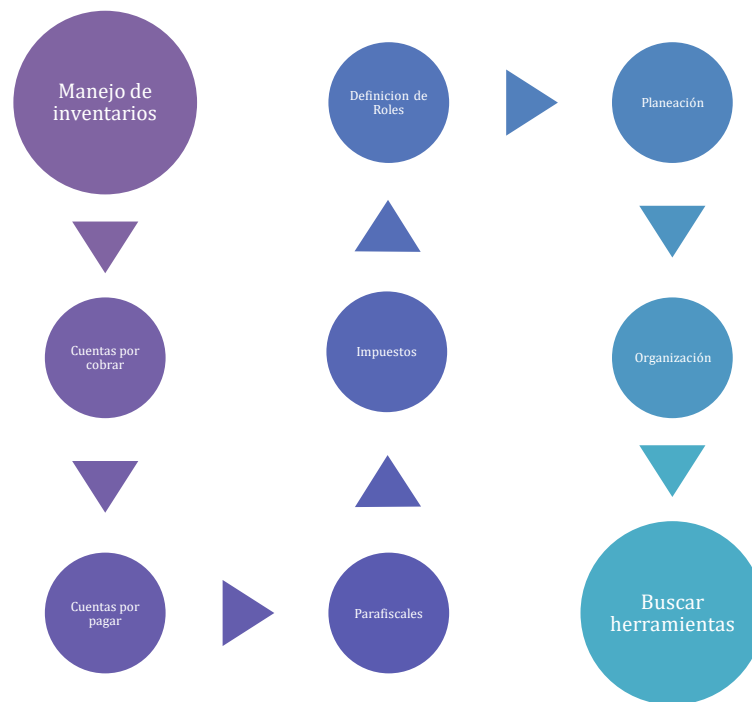 Manejo de
inventarios
Cuentas por
cobrar
Cuentas por
pagar
Parafiscales
Impuestos
Definicion de
Roles
Planeación
Organización
Buscar
herramientas